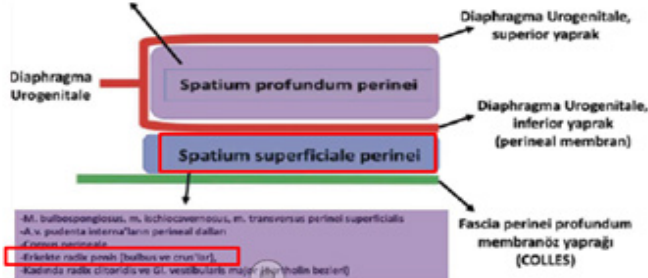 Diaphragma Urogenitale,
superior yaprak
Diaphragma
Urogenitale
Spatium profundum perinei
Diaphragma Urogenitale,
inferior yaprak
(perineal membran)
Spatium superficiale perinei
-M. bulbospongiosus, m. ischiocavernosus, m. transversus perinei superficialis
-A.v. pudenta interna'ların perineal dalları
-Corpus perineale
-Erkekte radix penis (bulbus ve crus'lar),
-Kadında radix clitoridis ve Gl. vestibularis major (bartholin bezleri)
Fascia perinei profundum
membranöz yaprağı
(COLLES)